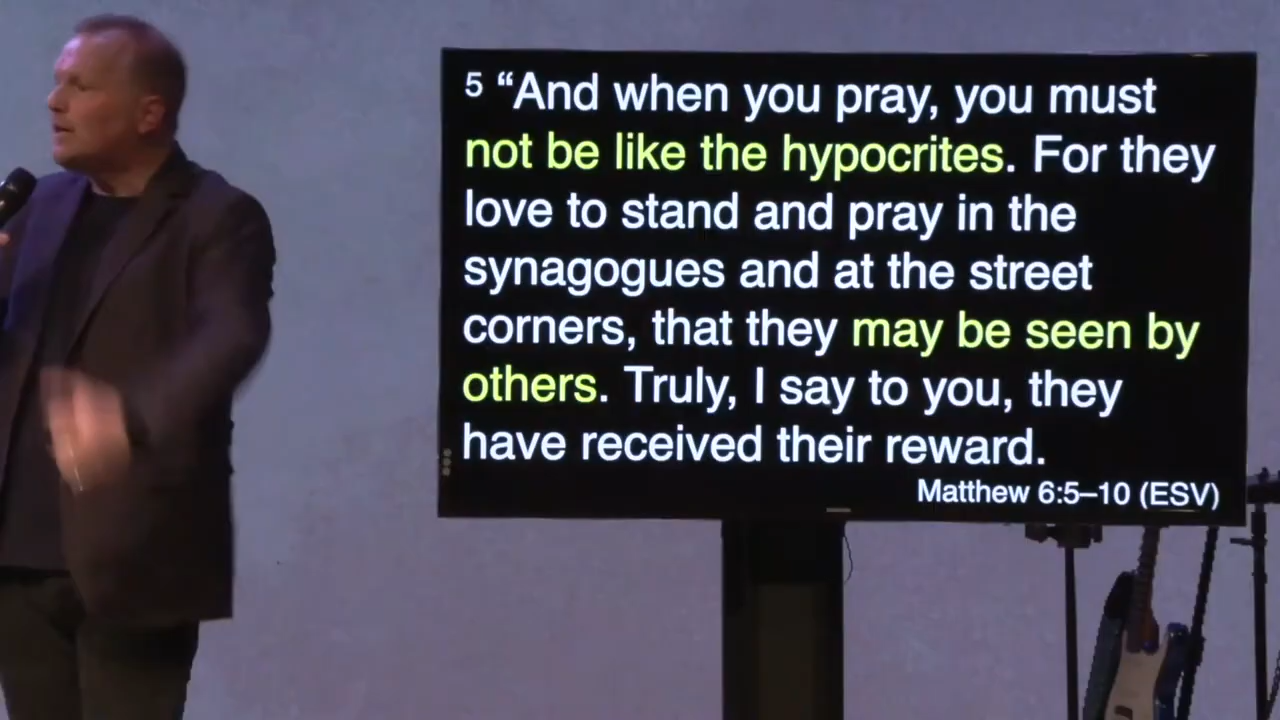 5 “And when you pray, you must
not be like the hypocrites. For they
love to stand and pray in the
synagogues and at the street
corners, that they may be seen by
others. Truly, I say to you, they
have received their reward.
Matthew 6:5–10 (ESV)